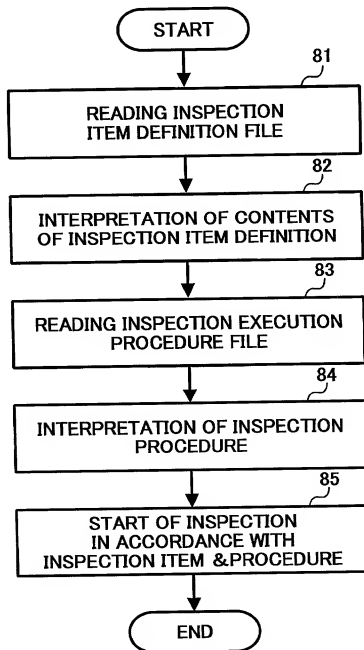 START
81
READING INSPECTION
ITEM DEFINITION FILE
82
INTERPRETATION OF CONTENTS
OF INSPECTION ITEM DEFINITION
83
READING INSPECTION EXECUTION
PROCEDURE FILE
84
INTERPRETATION OF INSPECTION
PROCEDURE
85
START OF INSPECTION
IN ACCORDANCE WITH
INSPECTION ITEM &PROCEDURE
END